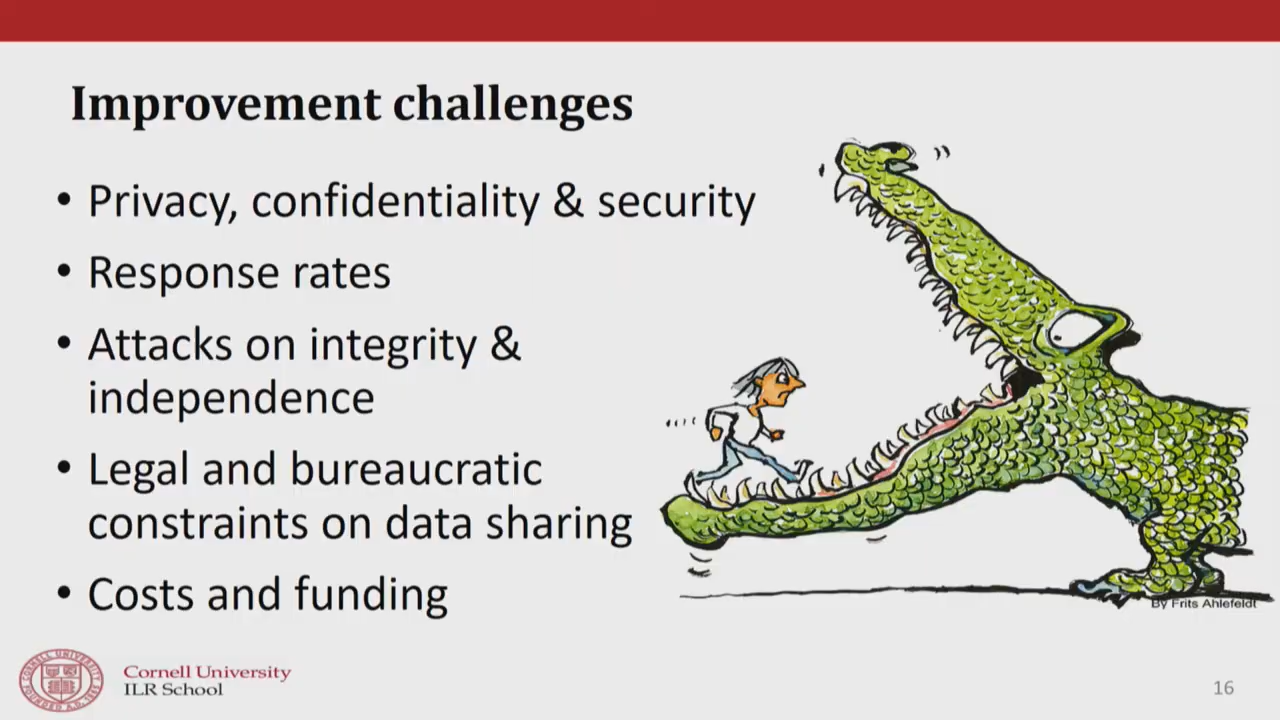 Improvement challenges
• Privacy, confidentiality & security
• Response rates
• Attacks on integrity &
independence
• Legal and bureaucratic
constraints on data sharing
• Costs and funding
By Frits Ahlefeldt
Cornell University
ILR School
16